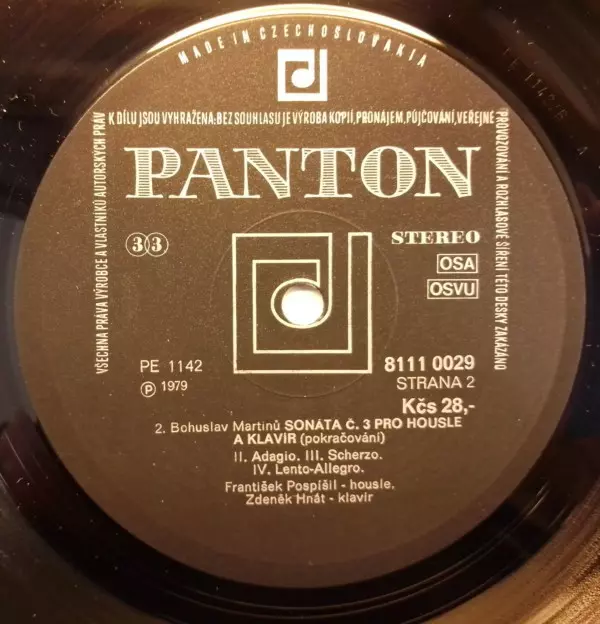 MADE IN CZECHOSLOVAKIA
VŠECHNA PRÁVA VÝROBCE A VLASTNÍKŮ AUTORSKÝCH PRÁV K DÍLU JSOU VYHRAŽENA: BEZ SOUHLASU JE VÝROBA KOPIÍ, PRONÁJEM, PŮJČOVÁNÍ, VEŘEJNÉ PROVOZOVÁNÍ A ROZHLASOVÉ ŠÍŘENÍ TÉTO DESKY ZAKÁZÁNO
PANTON
33 STEREO
OSA
OSVU
PE 1142 8111 0029
Ⓟ 1979 STRANA 2
Kčs 28,-
2. Bohuslav Martinů SONÁTA Č. 3 PRO HOUSLE
A KLAVÍR (pokračování)
II. Adagio. III. Scherzo.
IV. Lento-Allegro.
František Pospíšil - housle.
Zdeněk Hnát - klavír